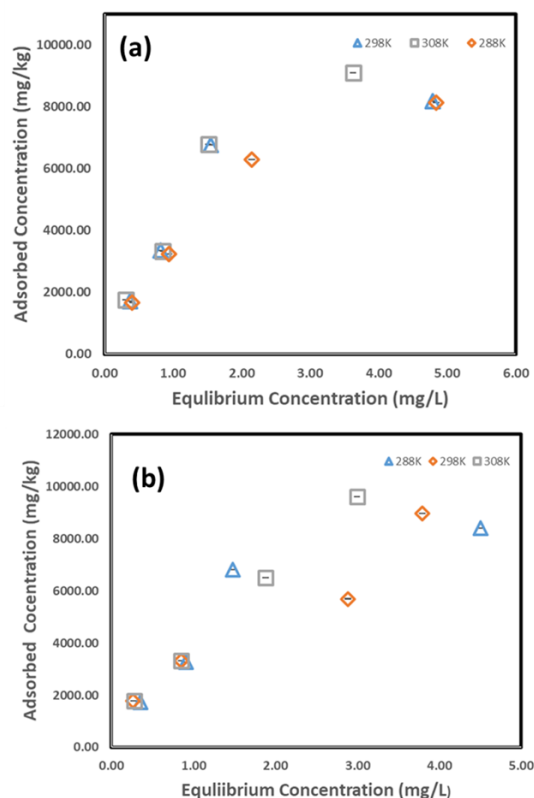 (a)
298K 308K 288K
Adsorbed Concentration (mg/kg)
10000.00
8000.00
6000.00
4000.00
2000.00
0.00
0.00 1.00 2.00 3.00 4.00 5.00 6.00
Equlibrium Concentration (mg/L)
(b)
288K 298K 308K
Adsorbed Cocentration (mg/kg)
12000.00
10000.00
8000.00
6000.00
4000.00
2000.00
0.00
0.00 1.00 2.00 3.00 4.00 5.00
Equliibrium Concentration (mg/L)